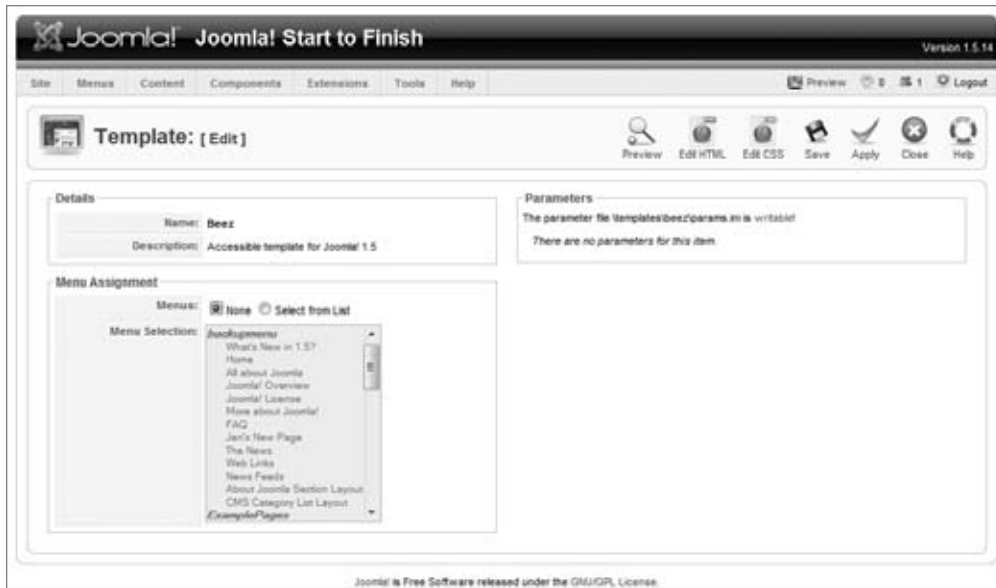 Joomla! Joomla! Start to Finish
Version 1.5.14
Site Menus Content Components Extensions Tools Help Preview 0 1 Logout
Template: [ Edit ]
Preview Edit HTML Edit CSS Save Apply Close Help
Details
Name: Beez
Description: Accessible template for Joomla! 1.5
Parameters
The parameter file \templates\beez\params.ini is writable!
There are no parameters for this item
Menu Assignment
Menus: None Select from List
Menu Selection: backupmenu
What's New in 1.5?
Home
All about Joomla
Joomla! Overview
Joomla! License
More about Joomla!
FAQ
Jen's New Page
The News
Web Links
News Feeds
About Joomla Section Layout
CMS Category List Layout
ExamplePages
Joomla! is Free Software released under the GNU/GPL License.